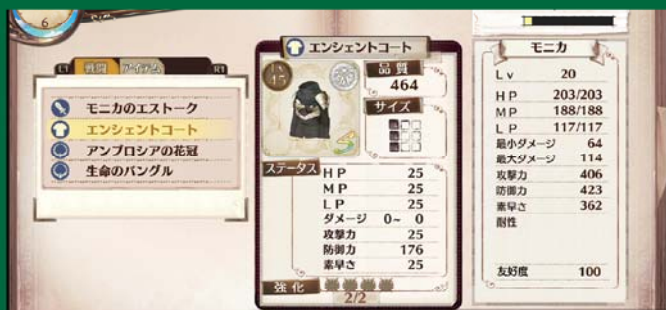 6
L1 戦闘 アイテム R1
モニカのエストーク
エンシェントコート
アンブロシアの花冠
生命のバングル
エンシェントコート
Lv
45
品質
464
サイズ
ステータス
HP 25
MP 25
LP 25
ダメージ 0~ 0
攻撃力 25
防御力 176
素早さ 25
強化
2/2
モニカ
Lv 20
HP 203/203
MP 188/188
LP 117/117
最小ダメージ 64
最大ダメージ 114
攻撃力 406
防御力 423
素早さ 362
耐性
友好度 100